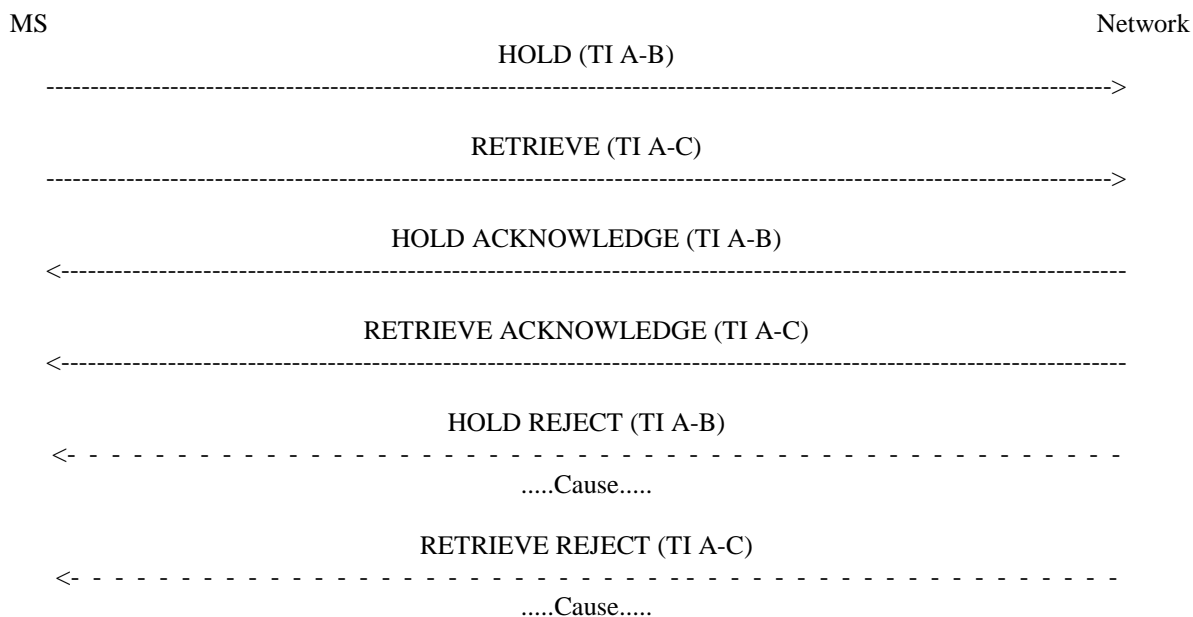 MS Network
HOLD (TI A-B)
------------------------------------------------------------------------------------------------------------------------>
RETRIEVE (TI A-C)
------------------------------------------------------------------------------------------------------------------------>
HOLD ACKNOWLEDGE (TI A-B)
<------------------------------------------------------------------------------------------------------------------------
RETRIEVE ACKNOWLEDGE (TI A-C)
<------------------------------------------------------------------------------------------------------------------------
HOLD REJECT (TI A-B)
<- - - - - - - - - - - - - - - - - - - - - - - - - - - - - - - - - - - - - - - - - - - - - - - - - - - -
.....Cause.....
RETRIEVE REJECT (TI A-C)
<- - - - - - - - - - - - - - - - - - - - - - - - - - - - - - - - - - - - - - - - - - - - - - - - - - - -
.....Cause.....